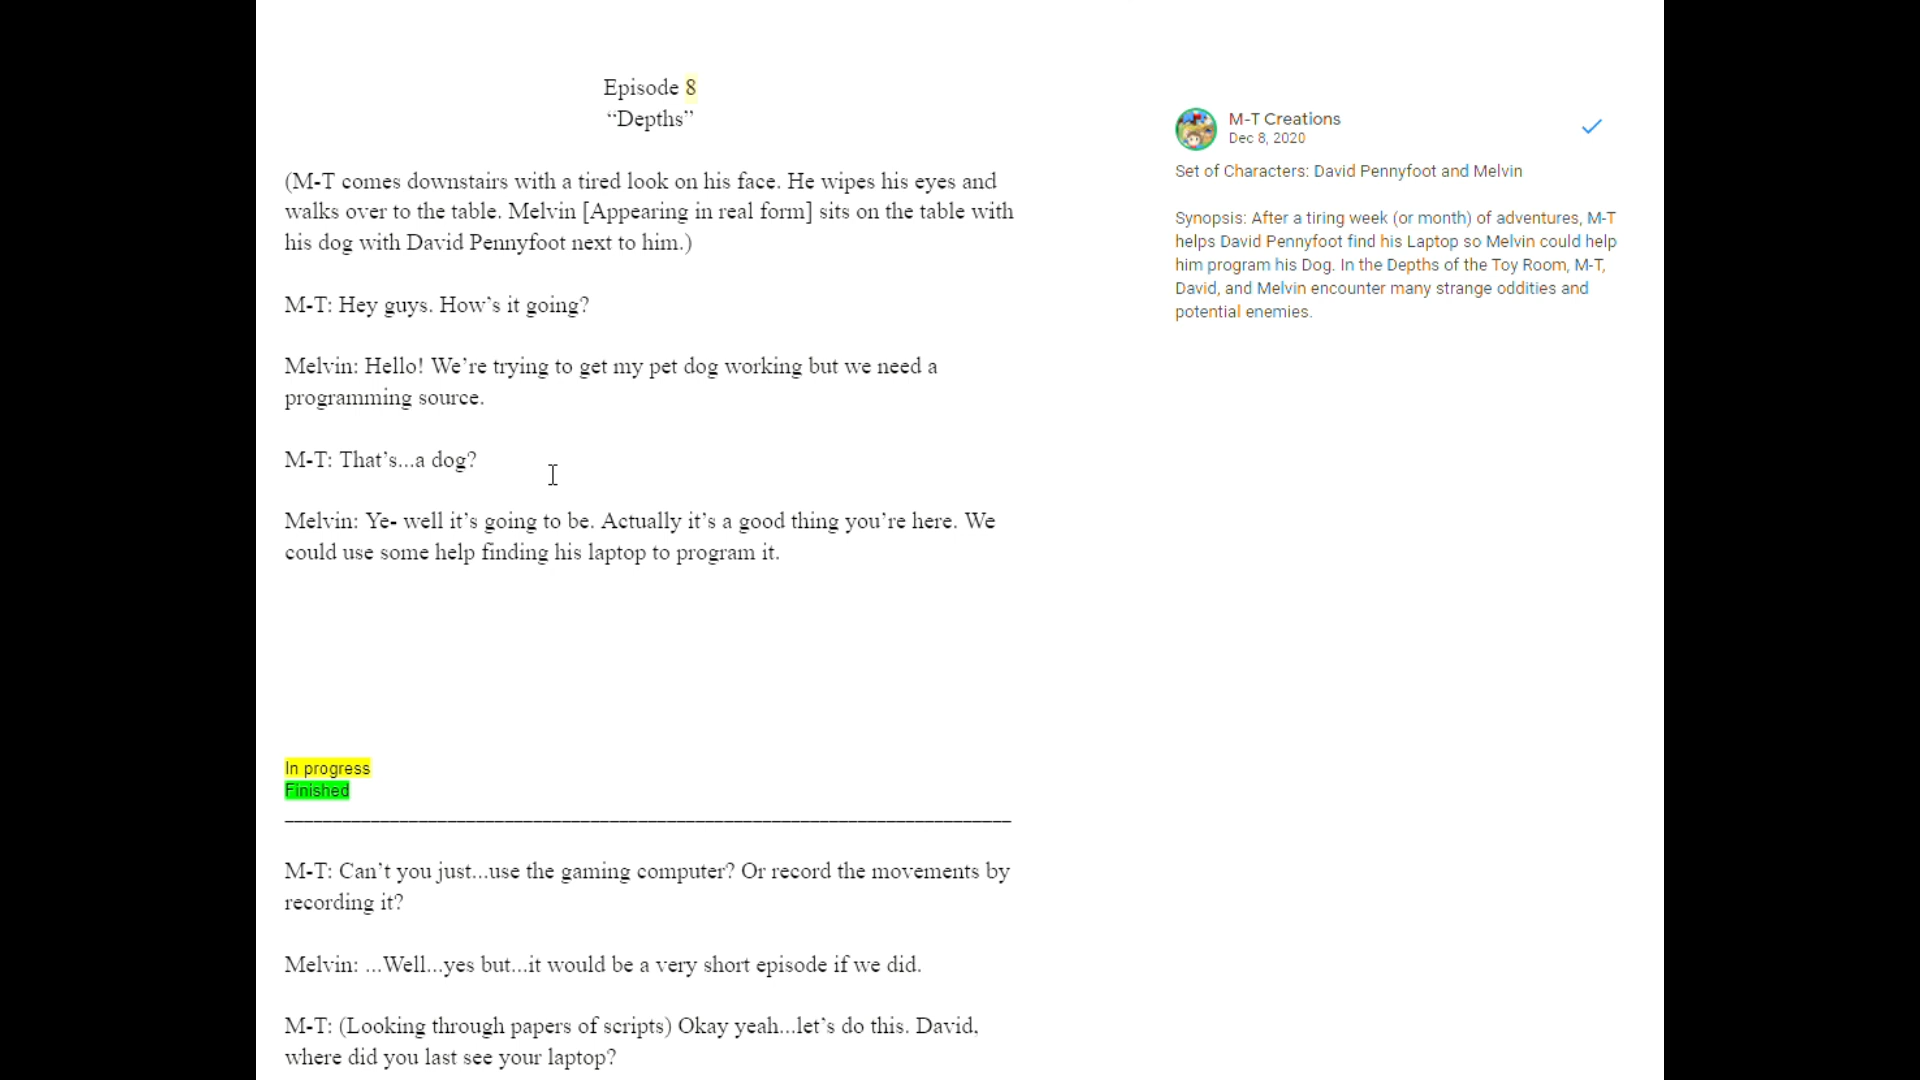 Episode 8
“Depths”
(M-T comes downstairs with a tired look on his face. He wipes his eyes and
walks over to the table. Melvin [Appearing in real form] sits on the table with
his dog with David Pennyfoot next to him.)
M-T: Hey guys. How’s it going?
Melvin: Hello! We’re trying to get my pet dog working but we need a
programming source.
M-T: That’s...a dog?
Melvin: Ye- well it’s going to be. Actually it’s a good thing you’re here. We
could use some help finding his laptop to program it.
In progress
Finished
M-T: Can’t you just...use the gaming computer? Or record the movements by
recording it?
Melvin: ...Well...yes but...it would be a very short episode if we did.
M-T: (Looking through papers of scripts) Okay yeah...let’s do this. David,
where did you last see your laptop?
M-T Creations
Dec 8, 2020
Set of Characters: David Pennyfoot and Melvin
Synopsis: After a tiring week (or month) of adventures, M-T
helps David Pennyfoot find his Laptop so Melvin could help
him program his Dog. In the Depths of the Toy Room, M-T,
David, and Melvin encounter many strange oddities and
potential enemies.